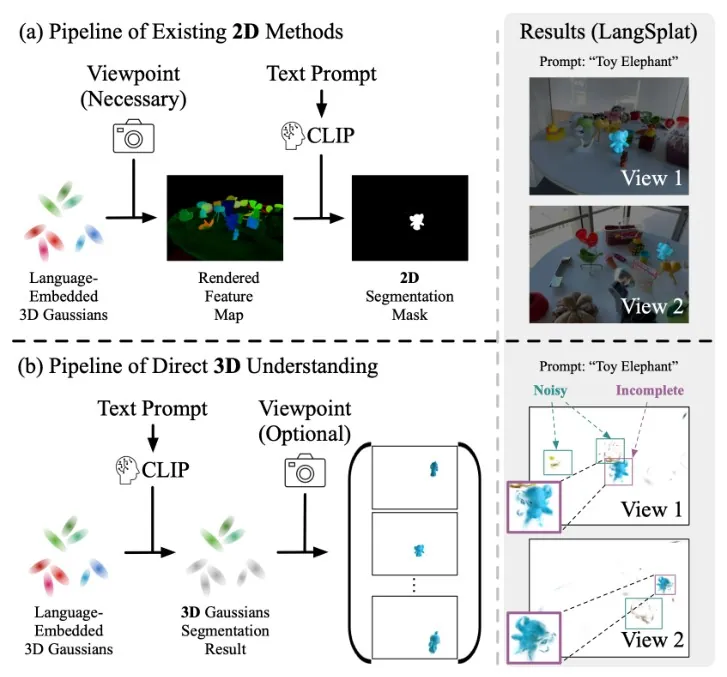 (a) Pipeline of Existing 2D Methods
Viewpoint
(Necessary)
Text Prompt
CLIP
Language-
Embedded
3D Gaussians
Rendered
Feature
Map
2D
Segmentation
Mask
Results (LangSplat)
Prompt: “Toy Elephant”
View 1
View 2
(b) Pipeline of Direct 3D Understanding
Text Prompt
CLIP
Viewpoint
(Optional)
Language-
Embedded
3D Gaussians
3D Gaussians
Segmentation
Result
...
Prompt: “Toy Elephant”
Noisy
Incomplete
View 1
View 2